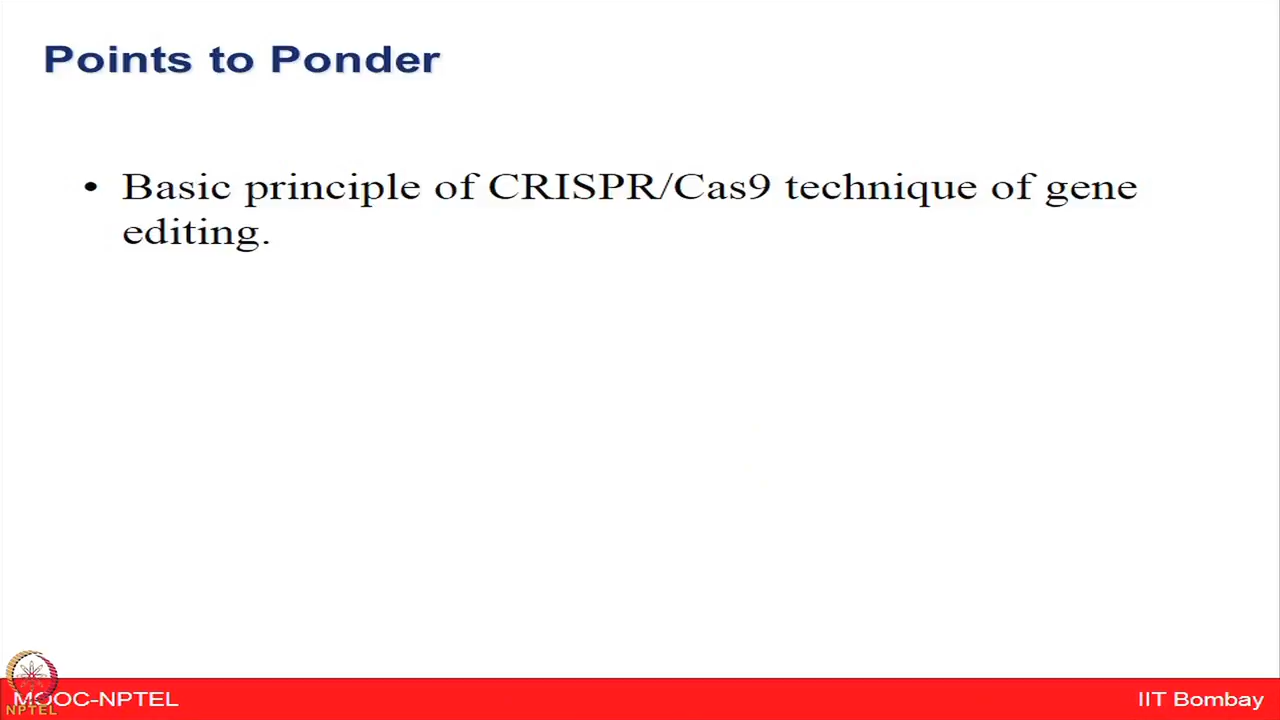 Points to Ponder
• Basic principle of CRISPR/Cas9 technique of gene
editing.
MOOC-NPTEL
NPTEL
IIT Bombay